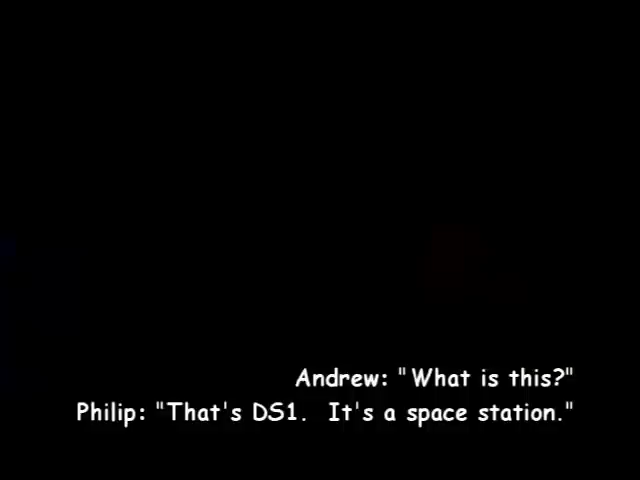 Andrew: "What is this?"
Philip: "That's DS1.  It's a space station."